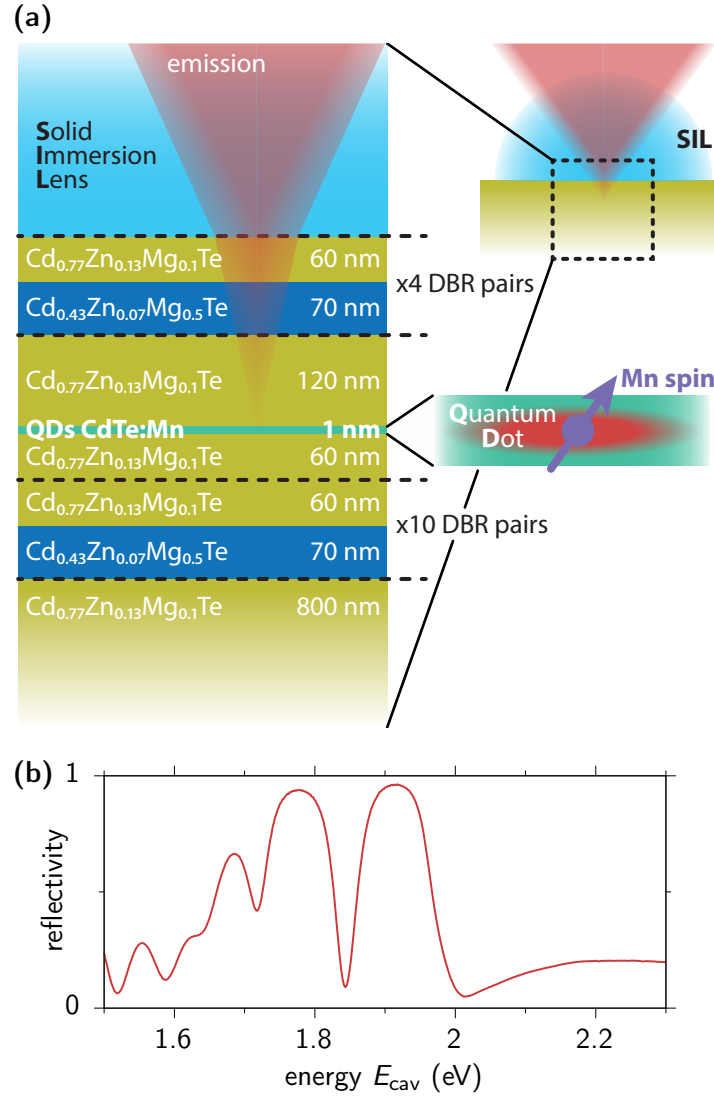 (a)
emission
Solid
Immersion
Lens
SIL
Cd₀.₇₇Zn₀.₁₃Mg₀.₁Te 60 nm
x4 DBR pairs
Cd₀.₄₃Zn₀.₀₇Mg₀.₅Te 70 nm
Cd₀.₇₇Zn₀.₁₃Mg₀.₁Te 120 nm
Mn spin
Quantum
Dot
QDs CdTe:Mn 1 nm
Cd₀.₇₇Zn₀.₁₃Mg₀.₁Te 60 nm
Cd₀.₇₇Zn₀.₁₃Mg₀.₁Te 60 nm
x10 DBR pairs
Cd₀.₄₃Zn₀.₀₇Mg₀.₅Te 70 nm
Cd₀.₇₇Zn₀.₁₃Mg₀.₁Te 800 nm
(b)
1
reflectivity
0
1.6 1.8 2 2.2
energy E_cav (eV)